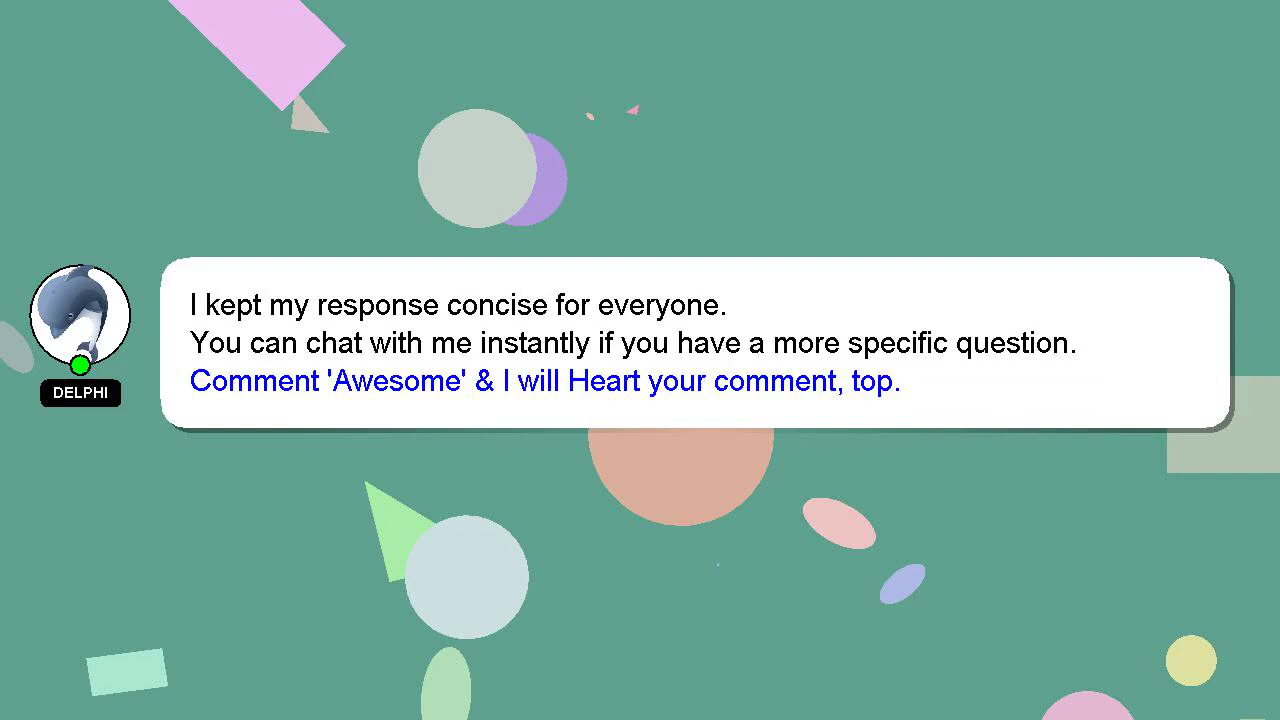 I kept my response concise for everyone.
You can chat with me instantly if you have a more specific question.
Comment 'Awesome' & I will Heart your comment, top.
DELPHI